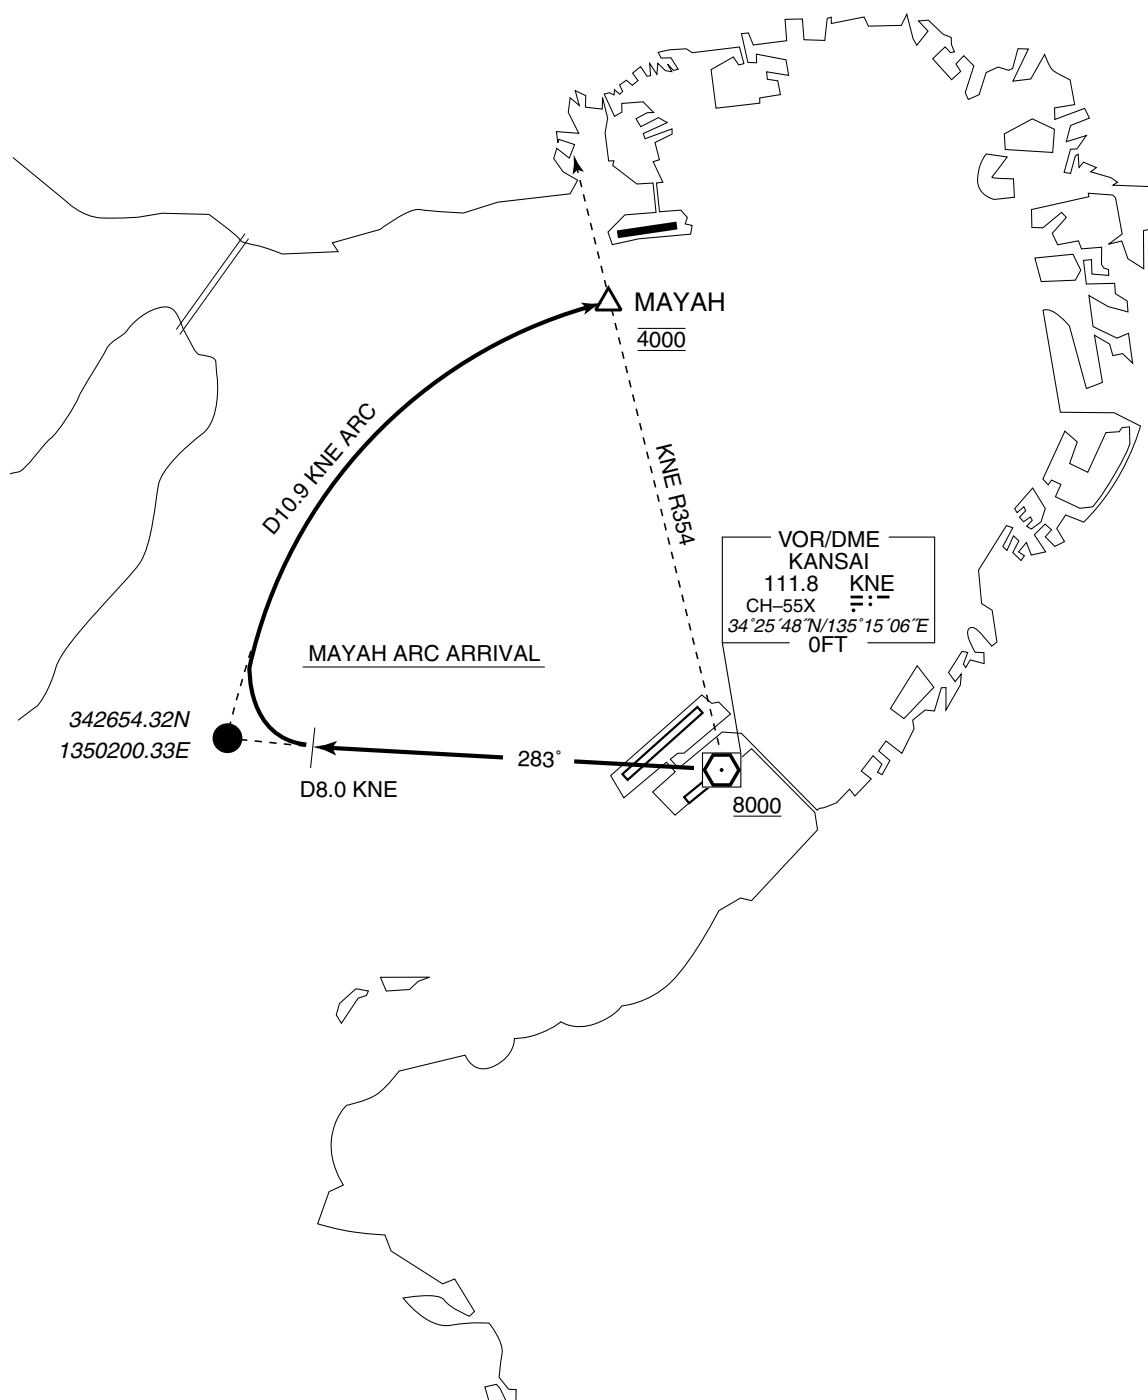 MAYAH
4000
D10.9 KNE ARC
KNE R354
VOR/DME
KANSAI
111.8 KNE
CH–55X
34°25´48˝N/135°15´06˝E
0FT
MAYAH ARC ARRIVAL
342654.32N
1350200.33E
283°
D8.0 KNE
8000